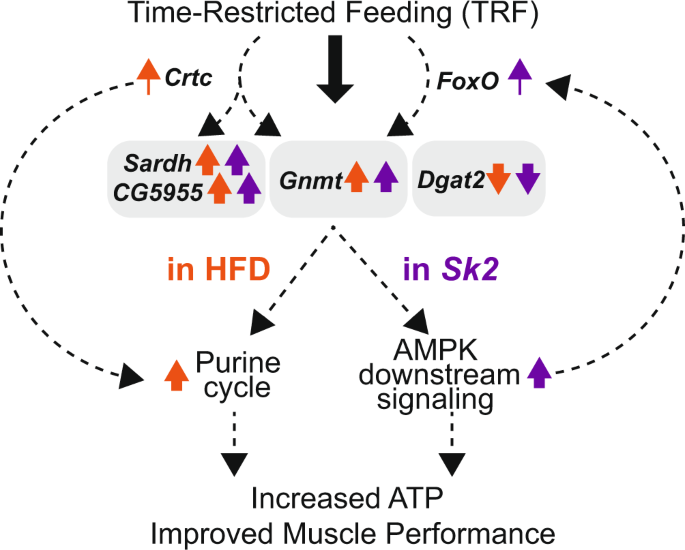 Time-Restricted Feeding (TRF)
Crtc
FoxO
Sardh
CG5955
Gnmt
Dgat2
in HFD
in Sk2
Purine
cycle
AMPK
downstream
signaling
Increased ATP
Improved Muscle Performance